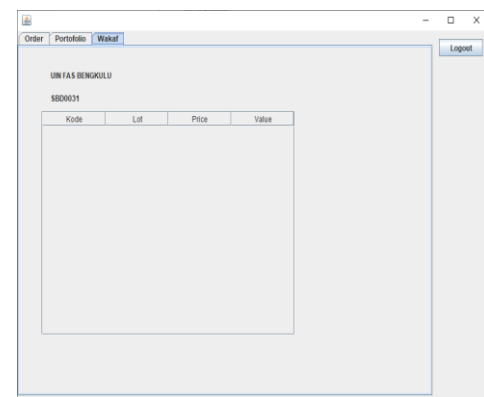 Order Portofolio Wakaf
Logout
UIN FAS BENGKULU
SBD0031
Kode Lot Price Value